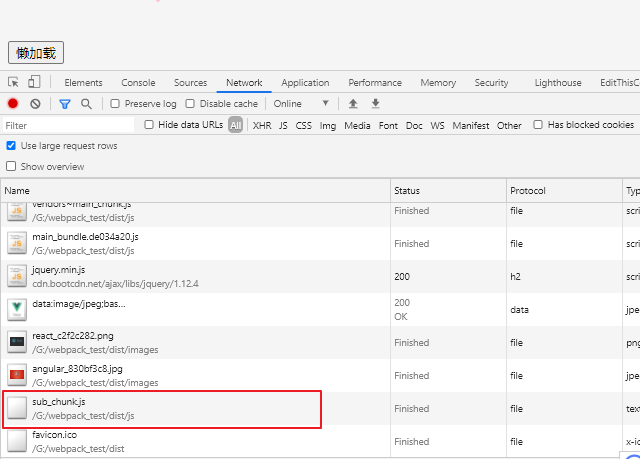 懒加载
Elements Console Sources Network Application Performance Memory Security Lighthouse EditThisCo
Preserve log Disable cache Online
Filter Hide data URLs All XHR JS CSS Img Media Font Doc WS Manifest Other Has blocked cookies
Use large request rows
Show overview
Name Status Protocol Typ
vendors~main_chunk.js Finished file scri
/G:/webpack_test/dist/js
main_bundle.de034a20.js Finished file scri
/G:/webpack_test/dist/js
jquery.min.js 200 h2 scri
cdn.bootcdn.net/ajax/libs/jquery/1.12.4
data:image/jpeg;bas... 200 data jpe
OK
react_c2f2c282.png Finished file png
/G:/webpack_test/dist/images
angular_830bf3c8.jpg Finished file jpe
/G:/webpack_test/dist/images
sub_chunk.js Finished file text
/G:/webpack_test/dist/js
favicon.ico Finished file x-ic
/G:/webpack_test/dist